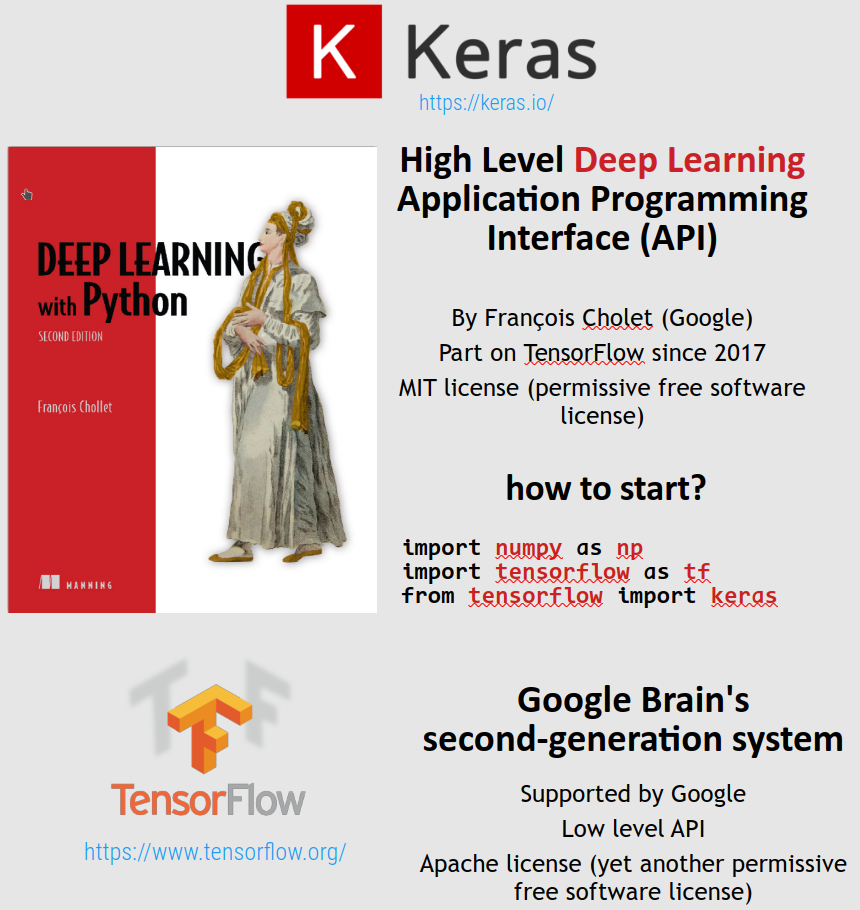 K Keras
https://keras.io/
DEEP LEARNING
with Python
SECOND EDITION
François Chollet
MANNING
High Level Deep Learning
Application Programming
Interface (API)
By François Cholet (Google)
Part on TensorFlow since 2017
MIT license (permissive free software
license)
how to start?
import numpy as np
import tensorflow as tf
from tensorflow import keras
TensorFlow
https://www.tensorflow.org/
Google Brain's
second-generation system
Supported by Google
Low level API
Apache license (yet another permissive
free software license)